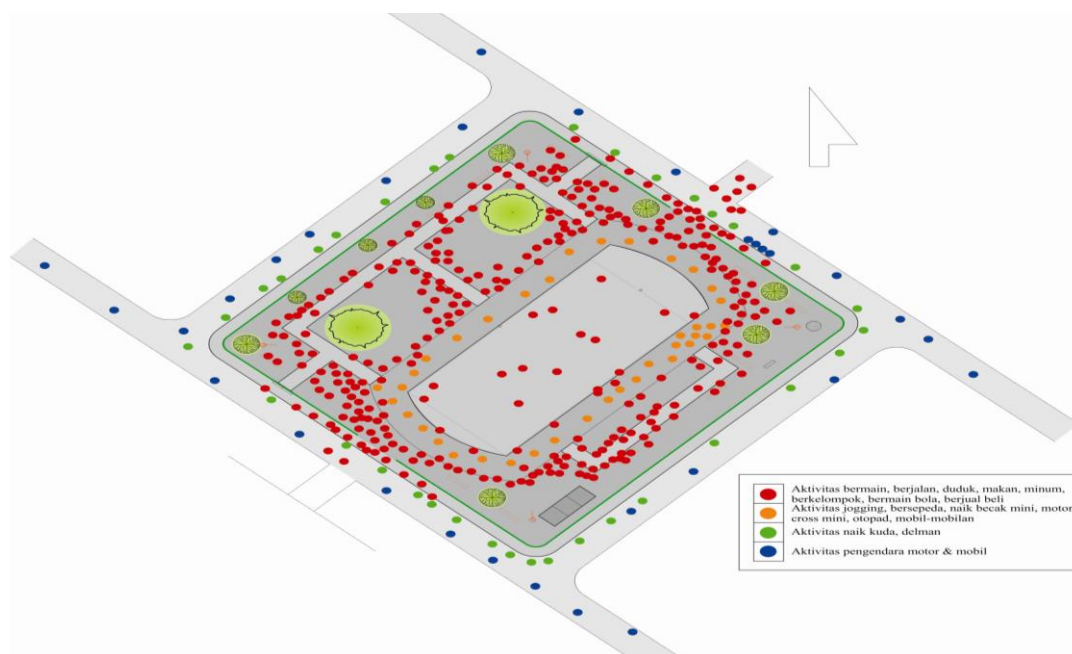 Aktivitas bermain, berjalan, duduk, makan, minum,
berkelompok, bermain bola, berjual beli
Aktivitas jogging, bersepeda, naik becak mini, motor
cross mini, otopad, mobil-mobilan
Aktivitas naik kuda, delman
Aktivitas pengendara motor & mobil